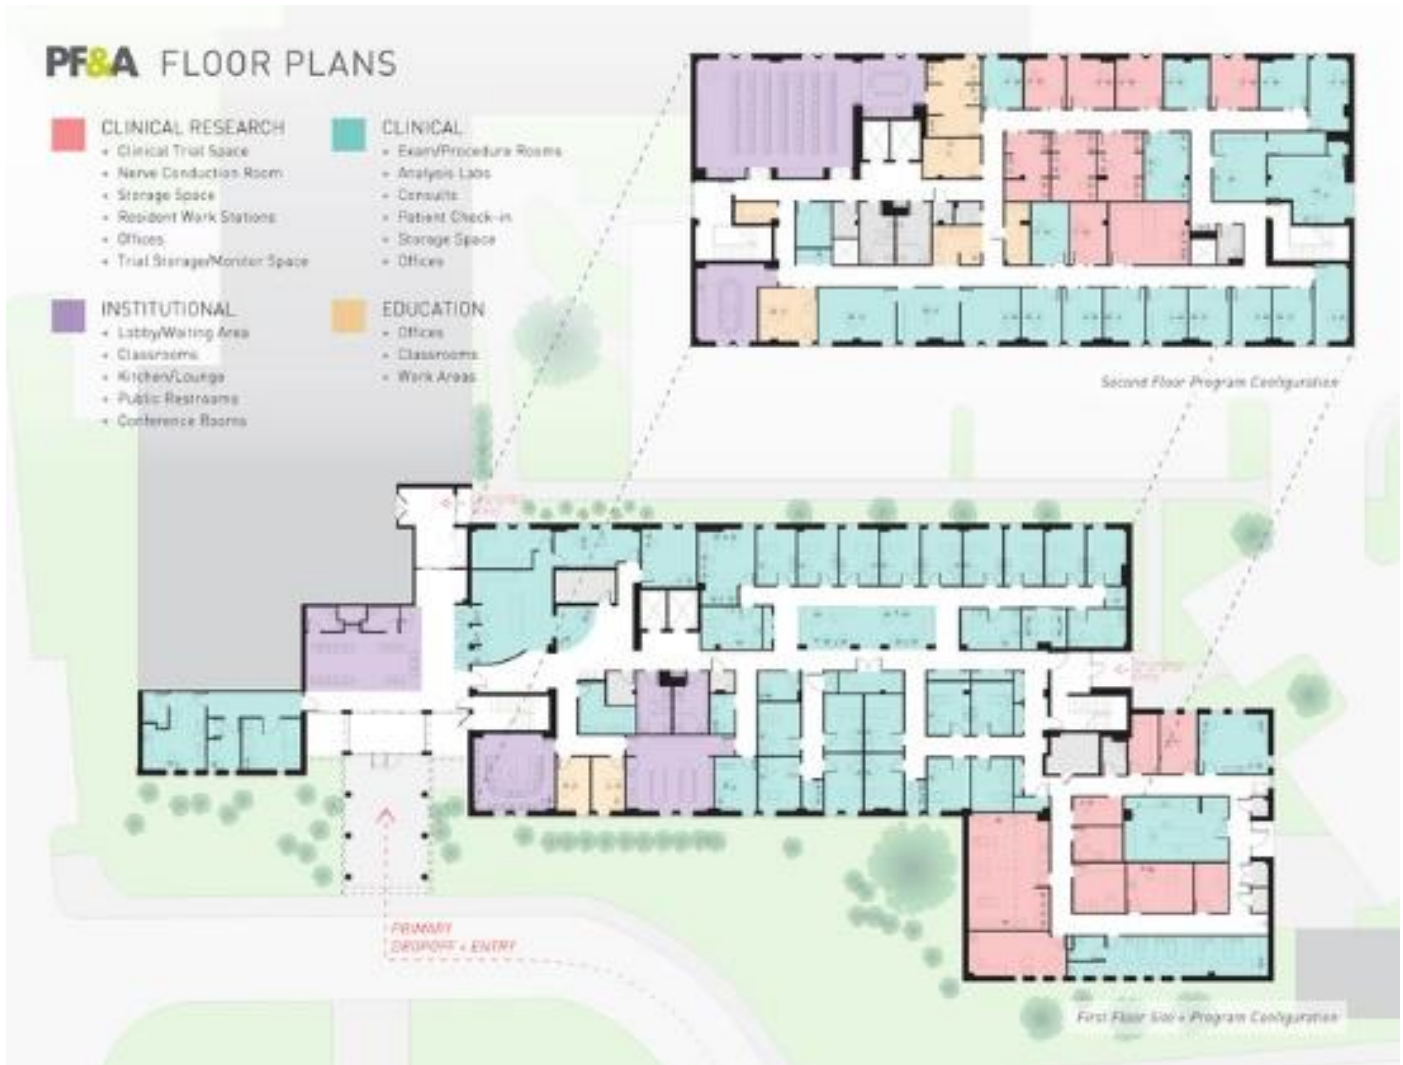 PF&A FLOOR PLANS
CLINICAL RESEARCH
+ Clinical Trial Space
+ Nerve Conduction Room
+ Storage Space
+ Resident Work Stations
+ Offices
+ Trial Storage/Monitor Space
CLINICAL
+ Exam/Procedure Rooms
+ Analysis Labs
+ Consults
+ Patient Check-in
+ Storage Space
+ Offices
INSTITUTIONAL
+ Lobby/Waiting Area
+ Classrooms
+ Kitchen/Lounge
+ Public Restrooms
+ Conference Rooms
EDUCATION
+ Offices
+ Classrooms
+ Work Areas
Second Floor Program Configuration
PRIMARY
DROPOFF + ENTRY
First Floor Site + Program Configuration